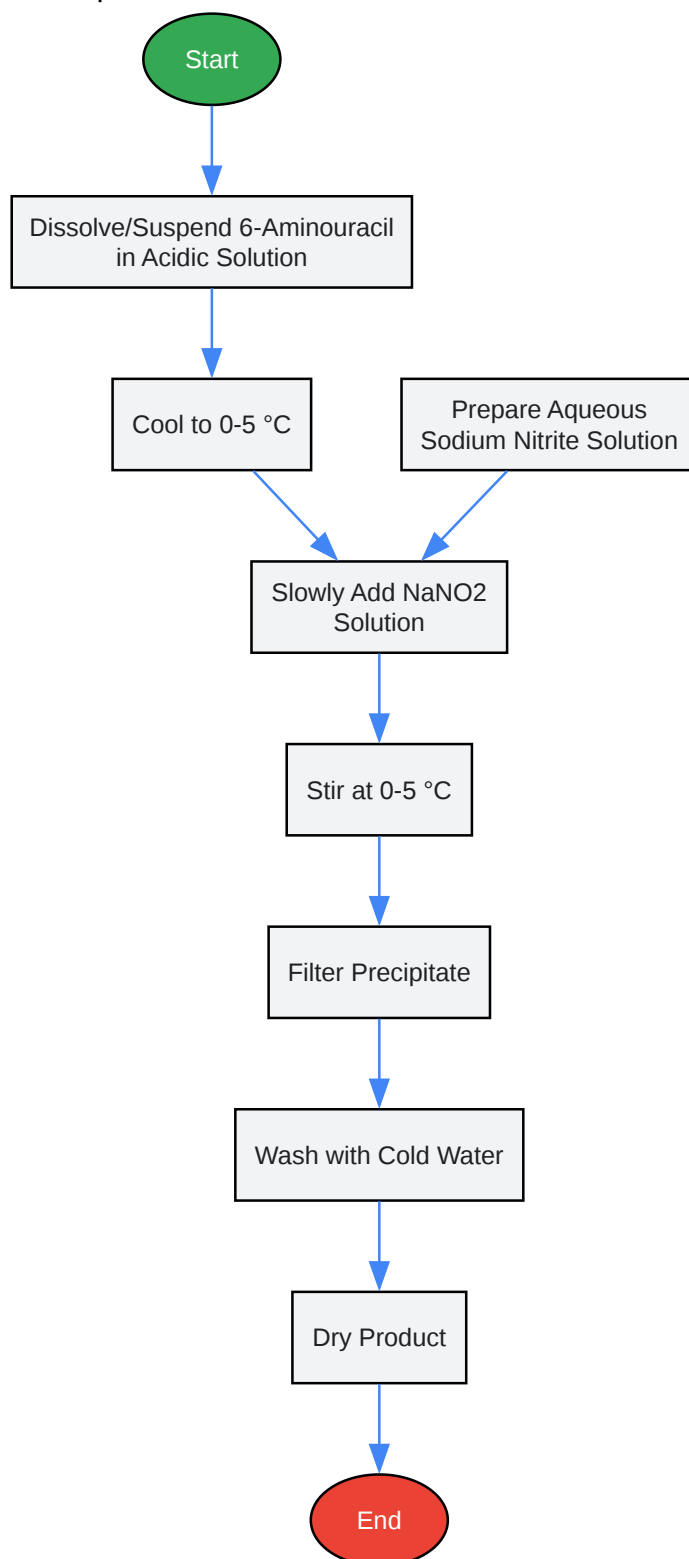 Start
Dissolve/Suspend 6-Aminouracil
in Acidic Solution
Cool to 0-5 °C
Prepare Aqueous
Sodium Nitrite Solution
Slowly Add NaNO2
Solution
Stir at 0-5 °C
Filter Precipitate
Wash with Cold Water
Dry Product
End